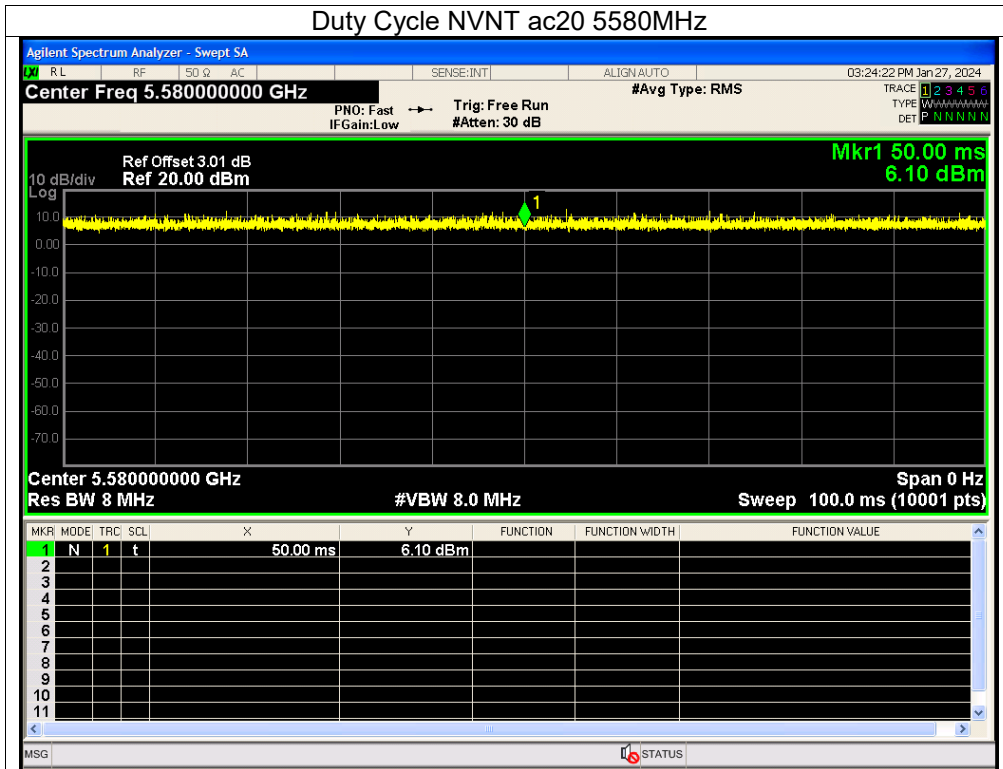 Duty Cycle NVNT ac20 5580MHz
Agilent Spectrum Analyzer - Swept SA
LXI RL RF 50 Ω AC SENSE:INT ALIGNAUTO 03:24:22 PM Jan 27, 2024
Center Freq 5.580000000 GHz #Avg Type: RMS TRACE 1 2 3 4 5 6
PNO: Fast Trig: Free Run TYPE WWWWWW
IFGain:Low #Atten: 30 dB DET P N N N N N
Mkr1 50.00 ms
6.10 dBm
Ref Offset 3.01 dB
10 dB/div Ref 20.00 dBm
Log
1
10.0
0.00
-10.0
-20.0
-30.0
-40.0
-50.0
-60.0
-70.0
Center 5.580000000 GHz Span 0 Hz
Res BW 8 MHz #VBW 8.0 MHz Sweep 100.0 ms (10001 pts)
MKR MODE TRC SCL X Y FUNCTION FUNCTION WIDTH FUNCTION VALUE
1 N 1 t 50.00 ms 6.10 dBm
2
3
4
5
6
7
8
9
10
11
MSG STATUS